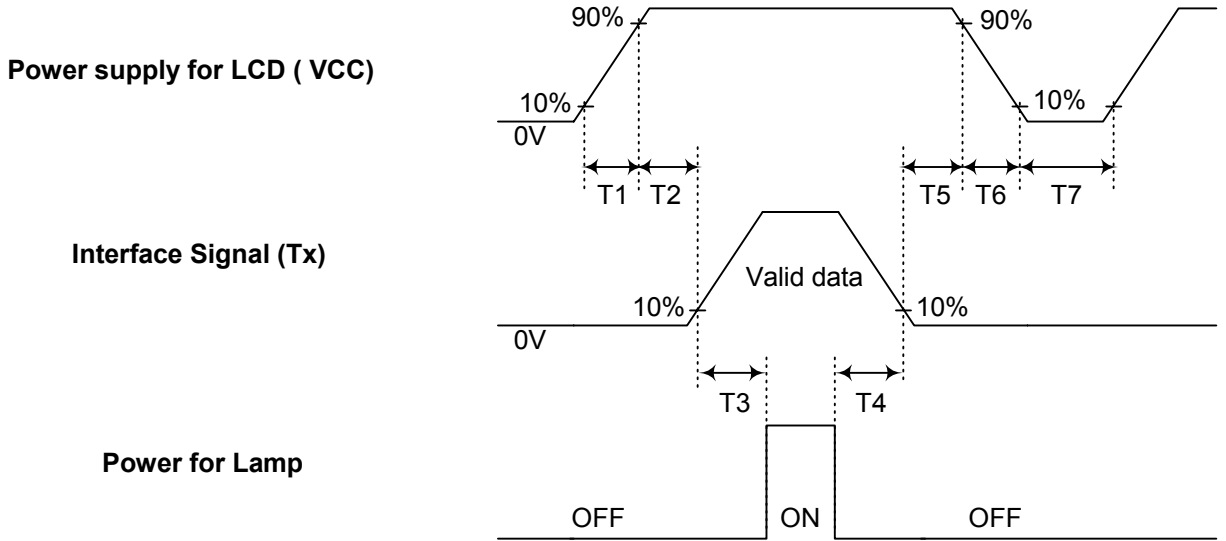 90%
90%
Power supply for LCD ( VCC)
10%
10%
0V
T1
T2
T5
T6
T7
Interface Signal (Tx)
Valid data
10%
10%
0V
T3
T4
Power for Lamp
OFF
ON
OFF